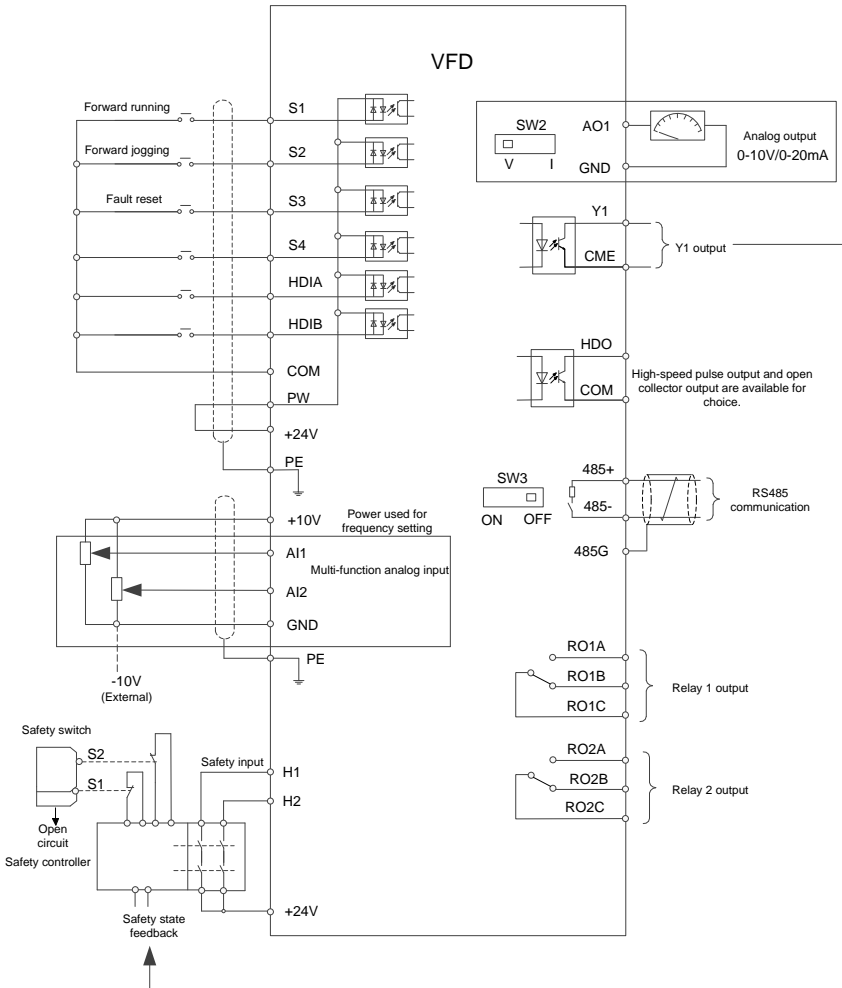 VFD
Forward running
S1
Forward jogging
S2
Fault reset
S3
S4
HDIA
HDIB
COM
PW
+24V
PE
Power used for
frequency setting
+10V
AI1
Multi-function analog input
AI2
GND
PE
-10V
(External)
Safety switch
S2
S1
Open
circuit
Safety controller
Safety input
H1
H2
+24V
Safety state
feedback
SW2
V I
AO1
GND
Analog output
0-10V/0-20mA
Y1
CME
Y1 output
HDO
COM
High-speed pulse output and open
collector output are available for
choice.
SW3
ON OFF
485+
485-
485G
RS485
communication
RO1A
RO1B
RO1C
Relay 1 output
RO2A
RO2B
RO2C
Relay 2 output